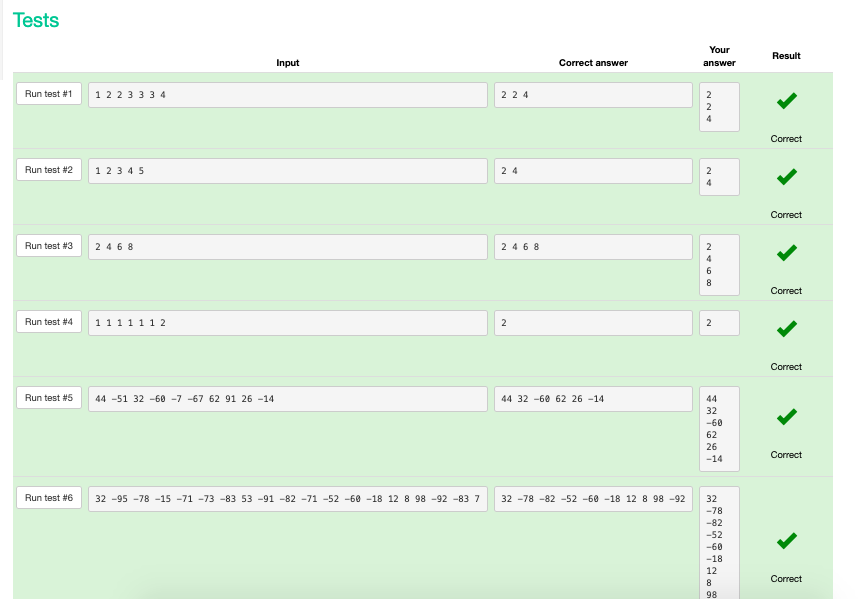 Tests
Input Correct answer Your answer Result
Run test #1 1 2 2 3 3 3 4 2 2 4 2
2
4
Correct
Run test #2 1 2 3 4 5 2 4 2
4
Correct
Run test #3 2 4 6 8 2 4 6 8 2
4
6
8
Correct
Run test #4 1 1 1 1 1 1 2 2 2
Correct
Run test #5 44 -51 32 -60 -7 -67 62 91 26 -14 44 32 -60 62 26 -14 44
32
-60
62
26
-14
Correct
Run test #6 32 -95 -78 -15 -71 -73 -83 53 -91 -82 -71 -52 -60 -18 12 8 98 -92 -83 7 32 -78 -82 -52 -60 -18 12 8 98 -92 32
-78
-82
-52
-60
-18
12
8
98
Correct